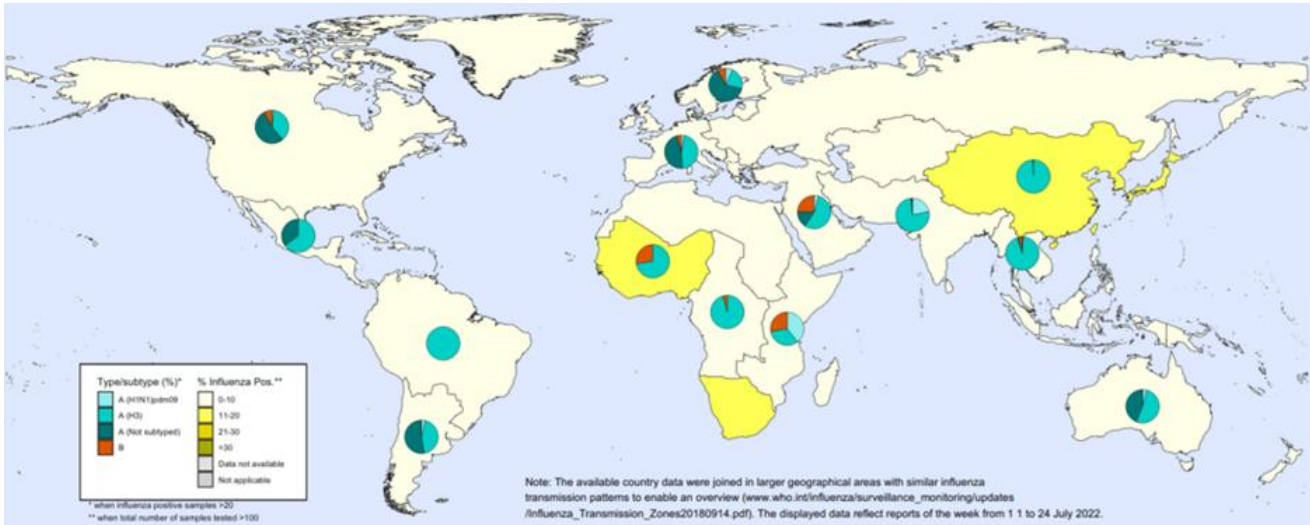 Type/subtype (%)*
A (H1N1)pdm09
A (H3)
A (Not subtyped)
B
% Influenza Pos.**
0-10
11-20
21-30
>30
Data not available
Not applicable
* when influenza positive samples >20
** when total number of samples tested >100
Note: The available country data were joined in larger geographical areas with similar influenza
transmission patterns to enable an overview (www.who.int/influenza/surveillance_monitoring/updates
/Influenza_Transmission_Zones20180914.pdf). The displayed data reflect reports of the week from 1 1 to 24 July 2022.